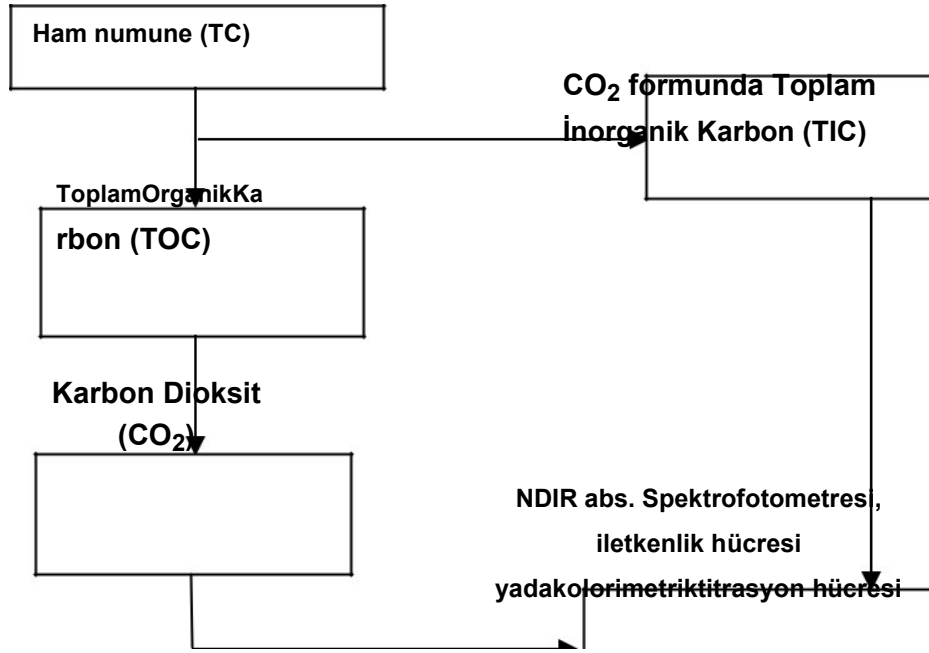 Ham numune (TC)
CO₂ formunda Toplam
İnorganik Karbon (TIC)
ToplamOrganikKa
rbon (TOC)
Karbon Dioksit
(CO₂)
NDIR abs. Spektrofotometresi,
iletkenlik hücresi
yadakolorimetriktitrasyon hücresi